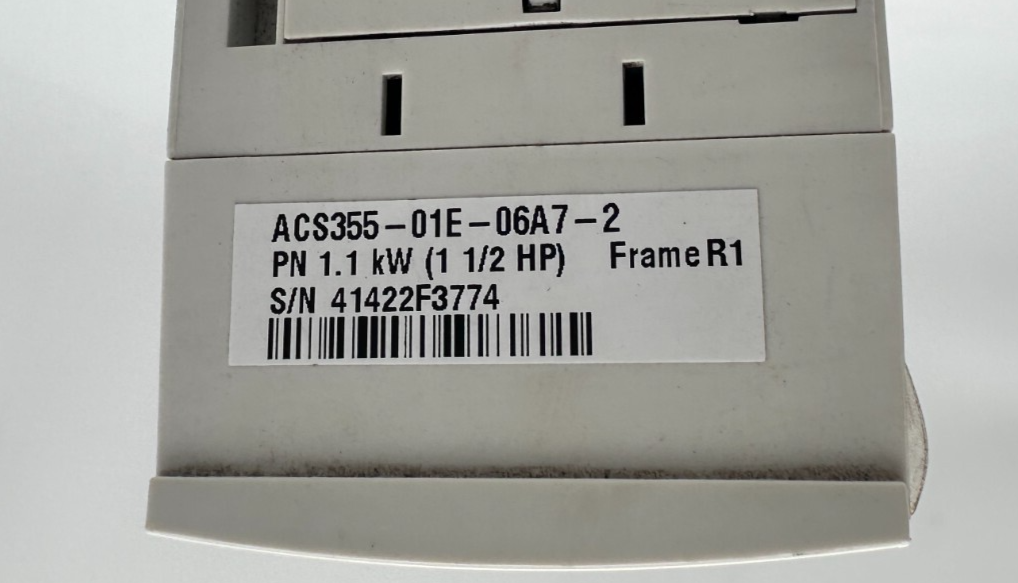 ACS355-01E-06A7-2
PN 1.1 kW (1 1/2 HP) Frame R1
S/N 41422F3774